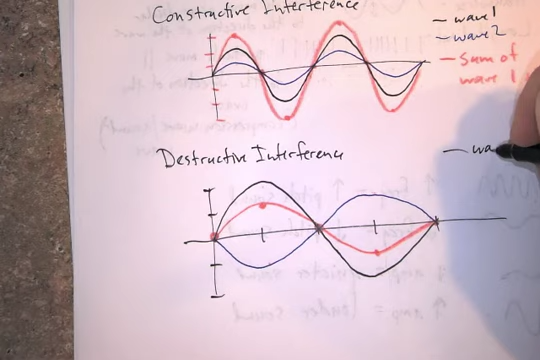 Constructive Interference
— wave 1
— wave 2
— Sum of
wave 1
Destructive Interference
— wa